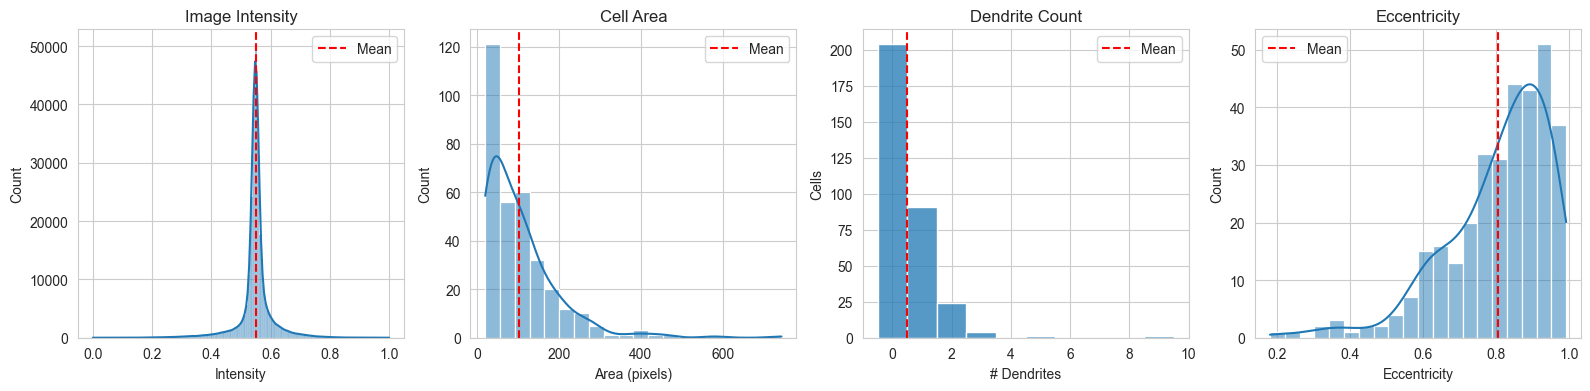 Image Intensity
50000
40000
30000
20000
10000
0
Count
0.0 0.2 0.4 0.6 0.8 1.0
Intensity
Mean
Cell Area
120
100
80
60
40
20
0
Count
0 200 400 600
Area (pixels)
Mean
Dendrite Count
200
175
150
125
100
75
50
25
0
Cells
0 2 4 6 8 10
# Dendrites
Mean
Eccentricity
50
40
30
20
10
0
Count
0.2 0.4 0.6 0.8 1.0
Eccentricity
Mean